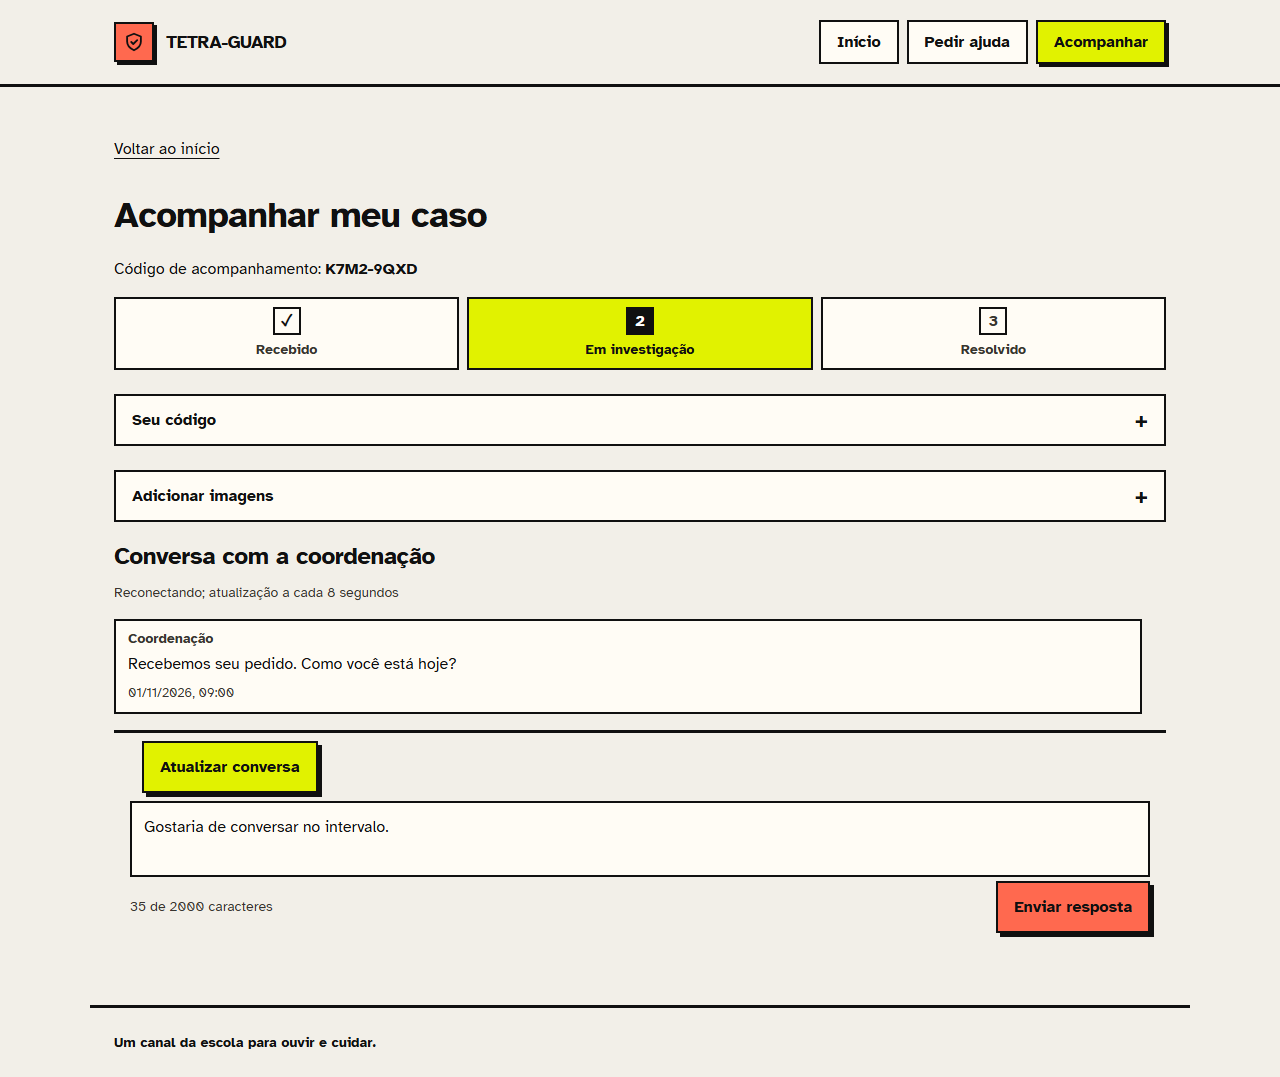 TETRA-GUARD
Início
Pedir ajuda
Acompanhar
Voltar ao início
Acompanhar meu caso
Código de acompanhamento: K7M2-9QXD
✓
Recebido
2
Em investigação
3
Resolvido
Seu código
+
Adicionar imagens
+
Conversa com a coordenação
Reconectando; atualização a cada 8 segundos
Coordenação
Recebemos seu pedido. Como você está hoje?
01/11/2026, 09:00
Atualizar conversa
Gostaria de conversar no intervalo.
35 de 2000 caracteres
Enviar resposta
Um canal da escola para ouvir e cuidar.